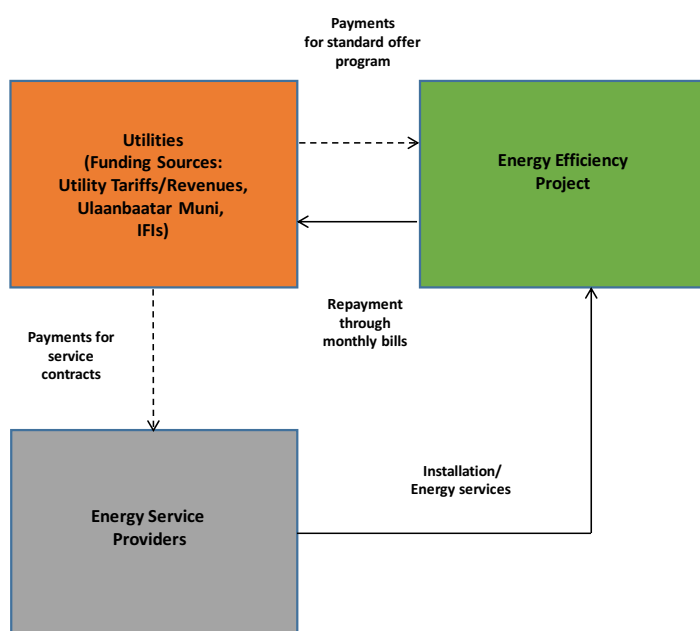 Payments
for standard offer
program
Utilities
(Funding Sources:
Utility Tariffs/Revenues,
Ulaanbaatar Muni,
IFIs)
Energy Efficiency
Project
Repayment
through
monthly bills
Payments for
service
contracts
Installation/
Energy services
Energy Service
Providers